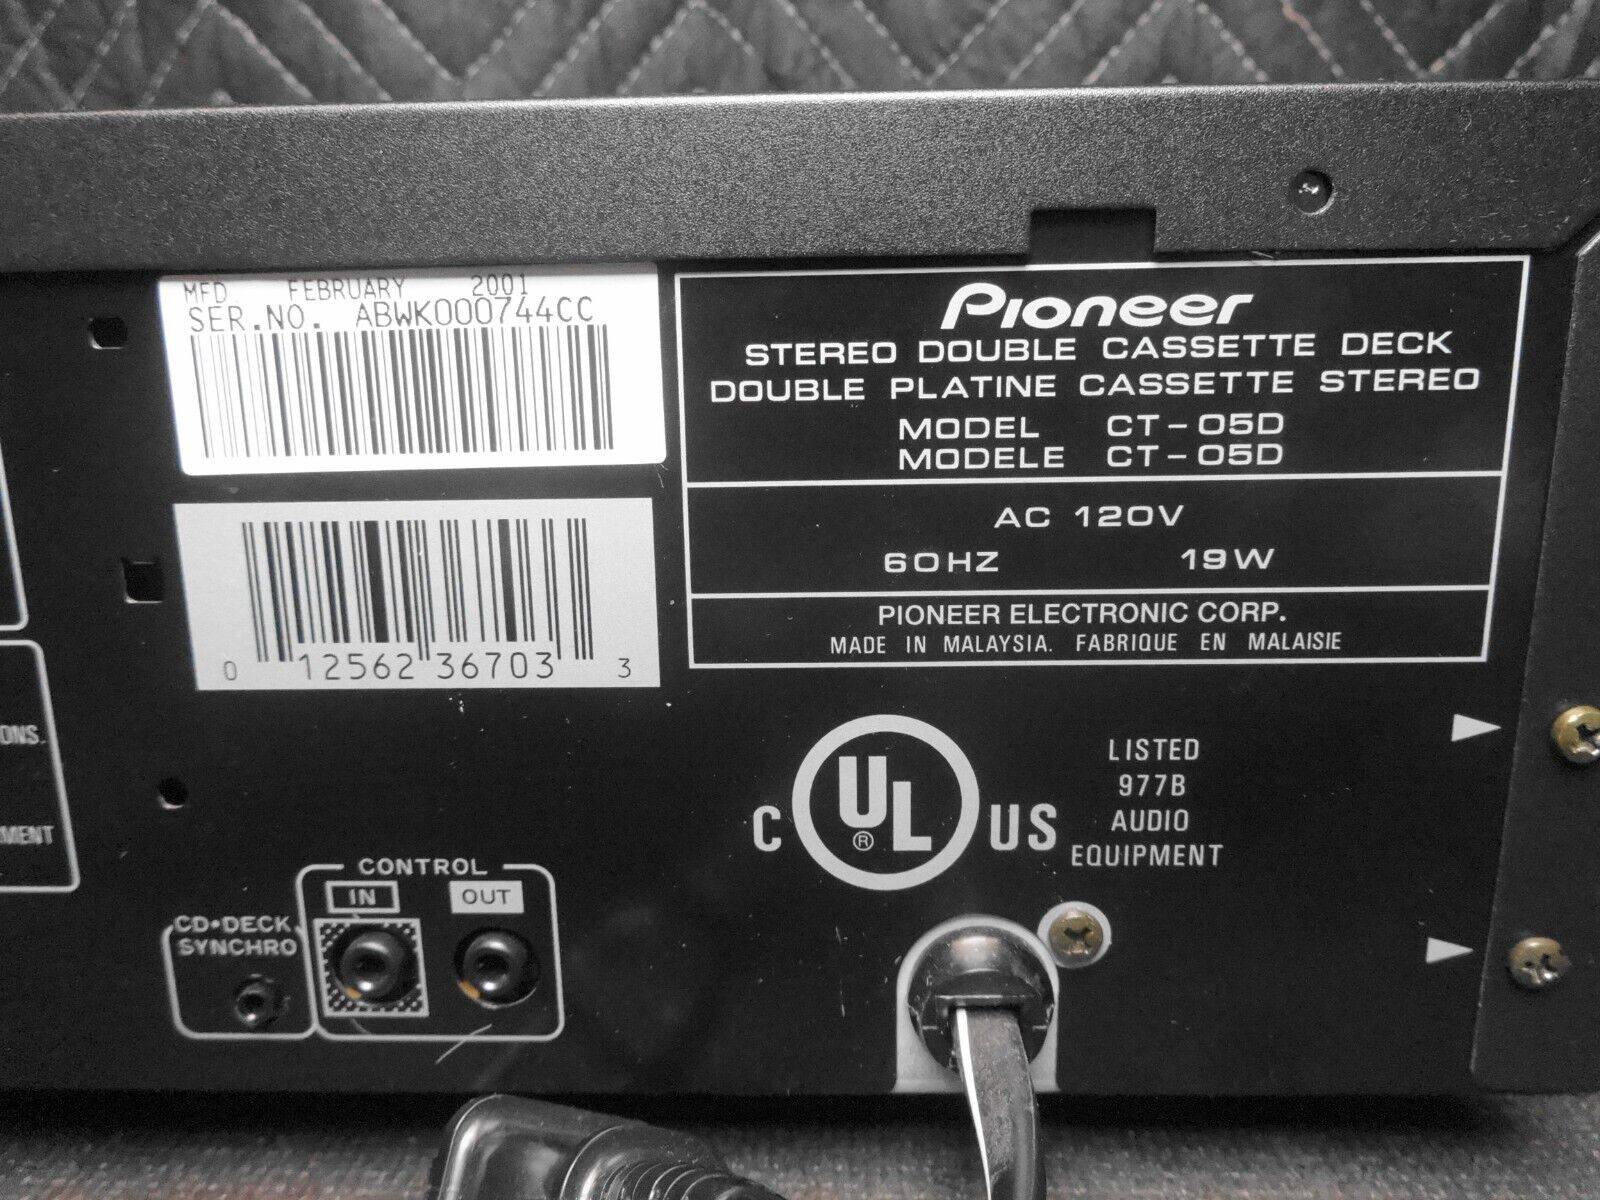 MFD. FEBRUARY 2001
SER.NO. ABWK000744CC
0 12562 36703 3
Pioneer
STEREO DOUBLE CASSETTE DECK
DOUBLE PLATINE CASSETTE STEREO
MODEL CT-05D
MODELE CT-05D
AC 120V
60HZ 19W
PIONEER ELECTRONIC CORP.
MADE IN MALAYSIA. FABRIQUE EN MALAISIE
ONS.
MENT
C UL ® US
LISTED
977B
AUDIO
EQUIPMENT
CONTROL
IN OUT
CD•DECK
SYNCHRO